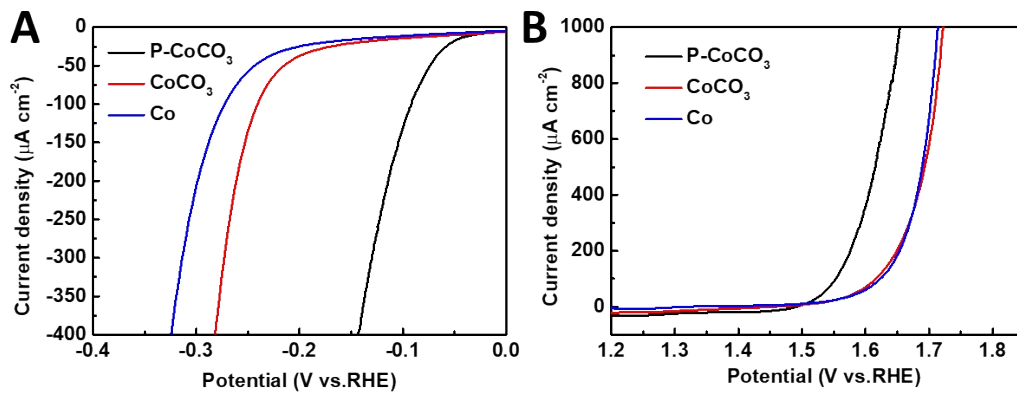 A
B
P-CoCO₃
CoCO₃
Co
0
-50
-100
-150
-200
-250
-300
-350
-400
-0.4
-0.3
-0.2
-0.1
0.0
Current density (μA cm⁻²)
Potential (V vs.RHE)
P-CoCO₃
CoCO₃
Co
1000
800
600
400
200
0
1.2
1.3
1.4
1.5
1.6
1.7
1.8
Current density (μA cm⁻²)
Potential (V vs.RHE)